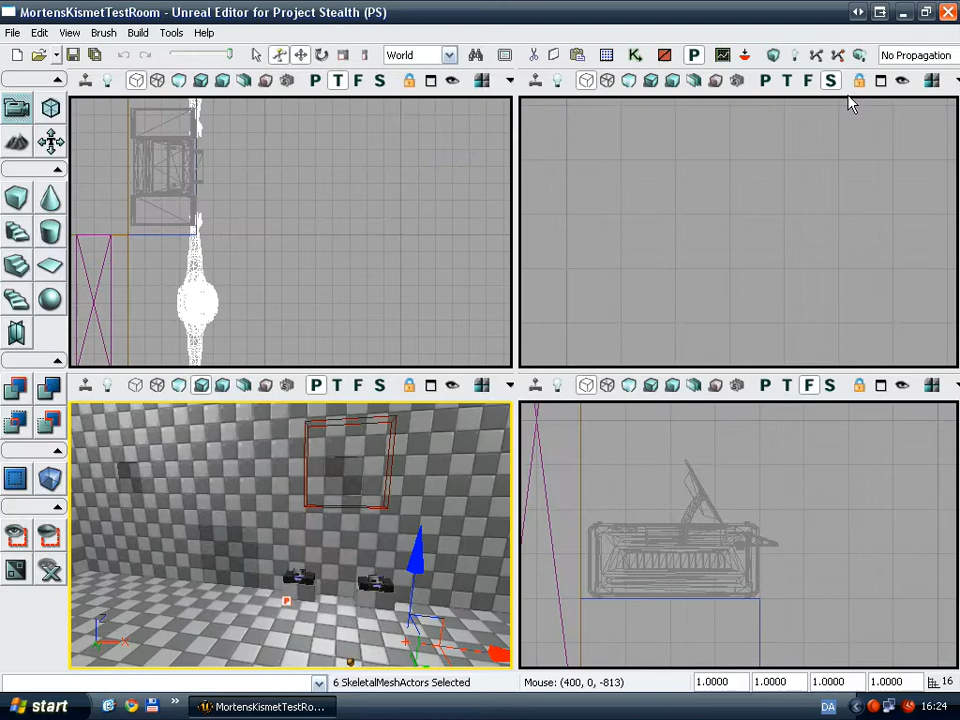 MortensKismetTestRoom - Unreal Editor for Project Stealth (PS)
File Edit View Brush Build Tools Help
World
P
No Propagation
P T F S
P T F S
P T F S
P T F S
P
Z
X
6 SkeletalMeshActors Selected
Mouse: (400, 0, -813)
1.0000 1.0000 1.0000 1.0000
16
start
MortensKismetTestRo...
DA
16:24